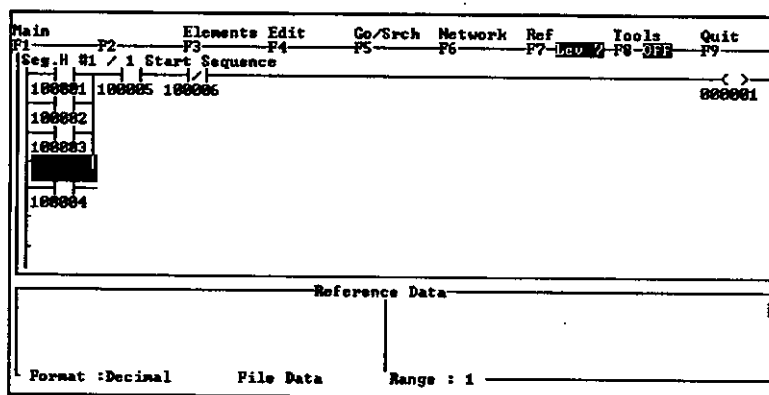 Main Elements Edit Go/Srch Network Ref Tools Quit
F1 F2 F3 F4 F5 F6 F7 Lev F8 OFF F9
Seg.H #1 / 1 Start Sequence
100001 100005 100006 000001
100002
100003
100004
Reference Data
Format :Decimal File Data Range : 1